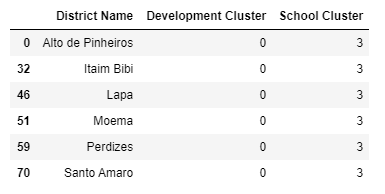 District Name Development Cluster School Cluster
0 Alto de Pinheiros 0 3
32 Itaim Bibi 0 3
46 Lapa 0 3
51 Moema 0 3
59 Perdizes 0 3
70 Santo Amaro 0 3